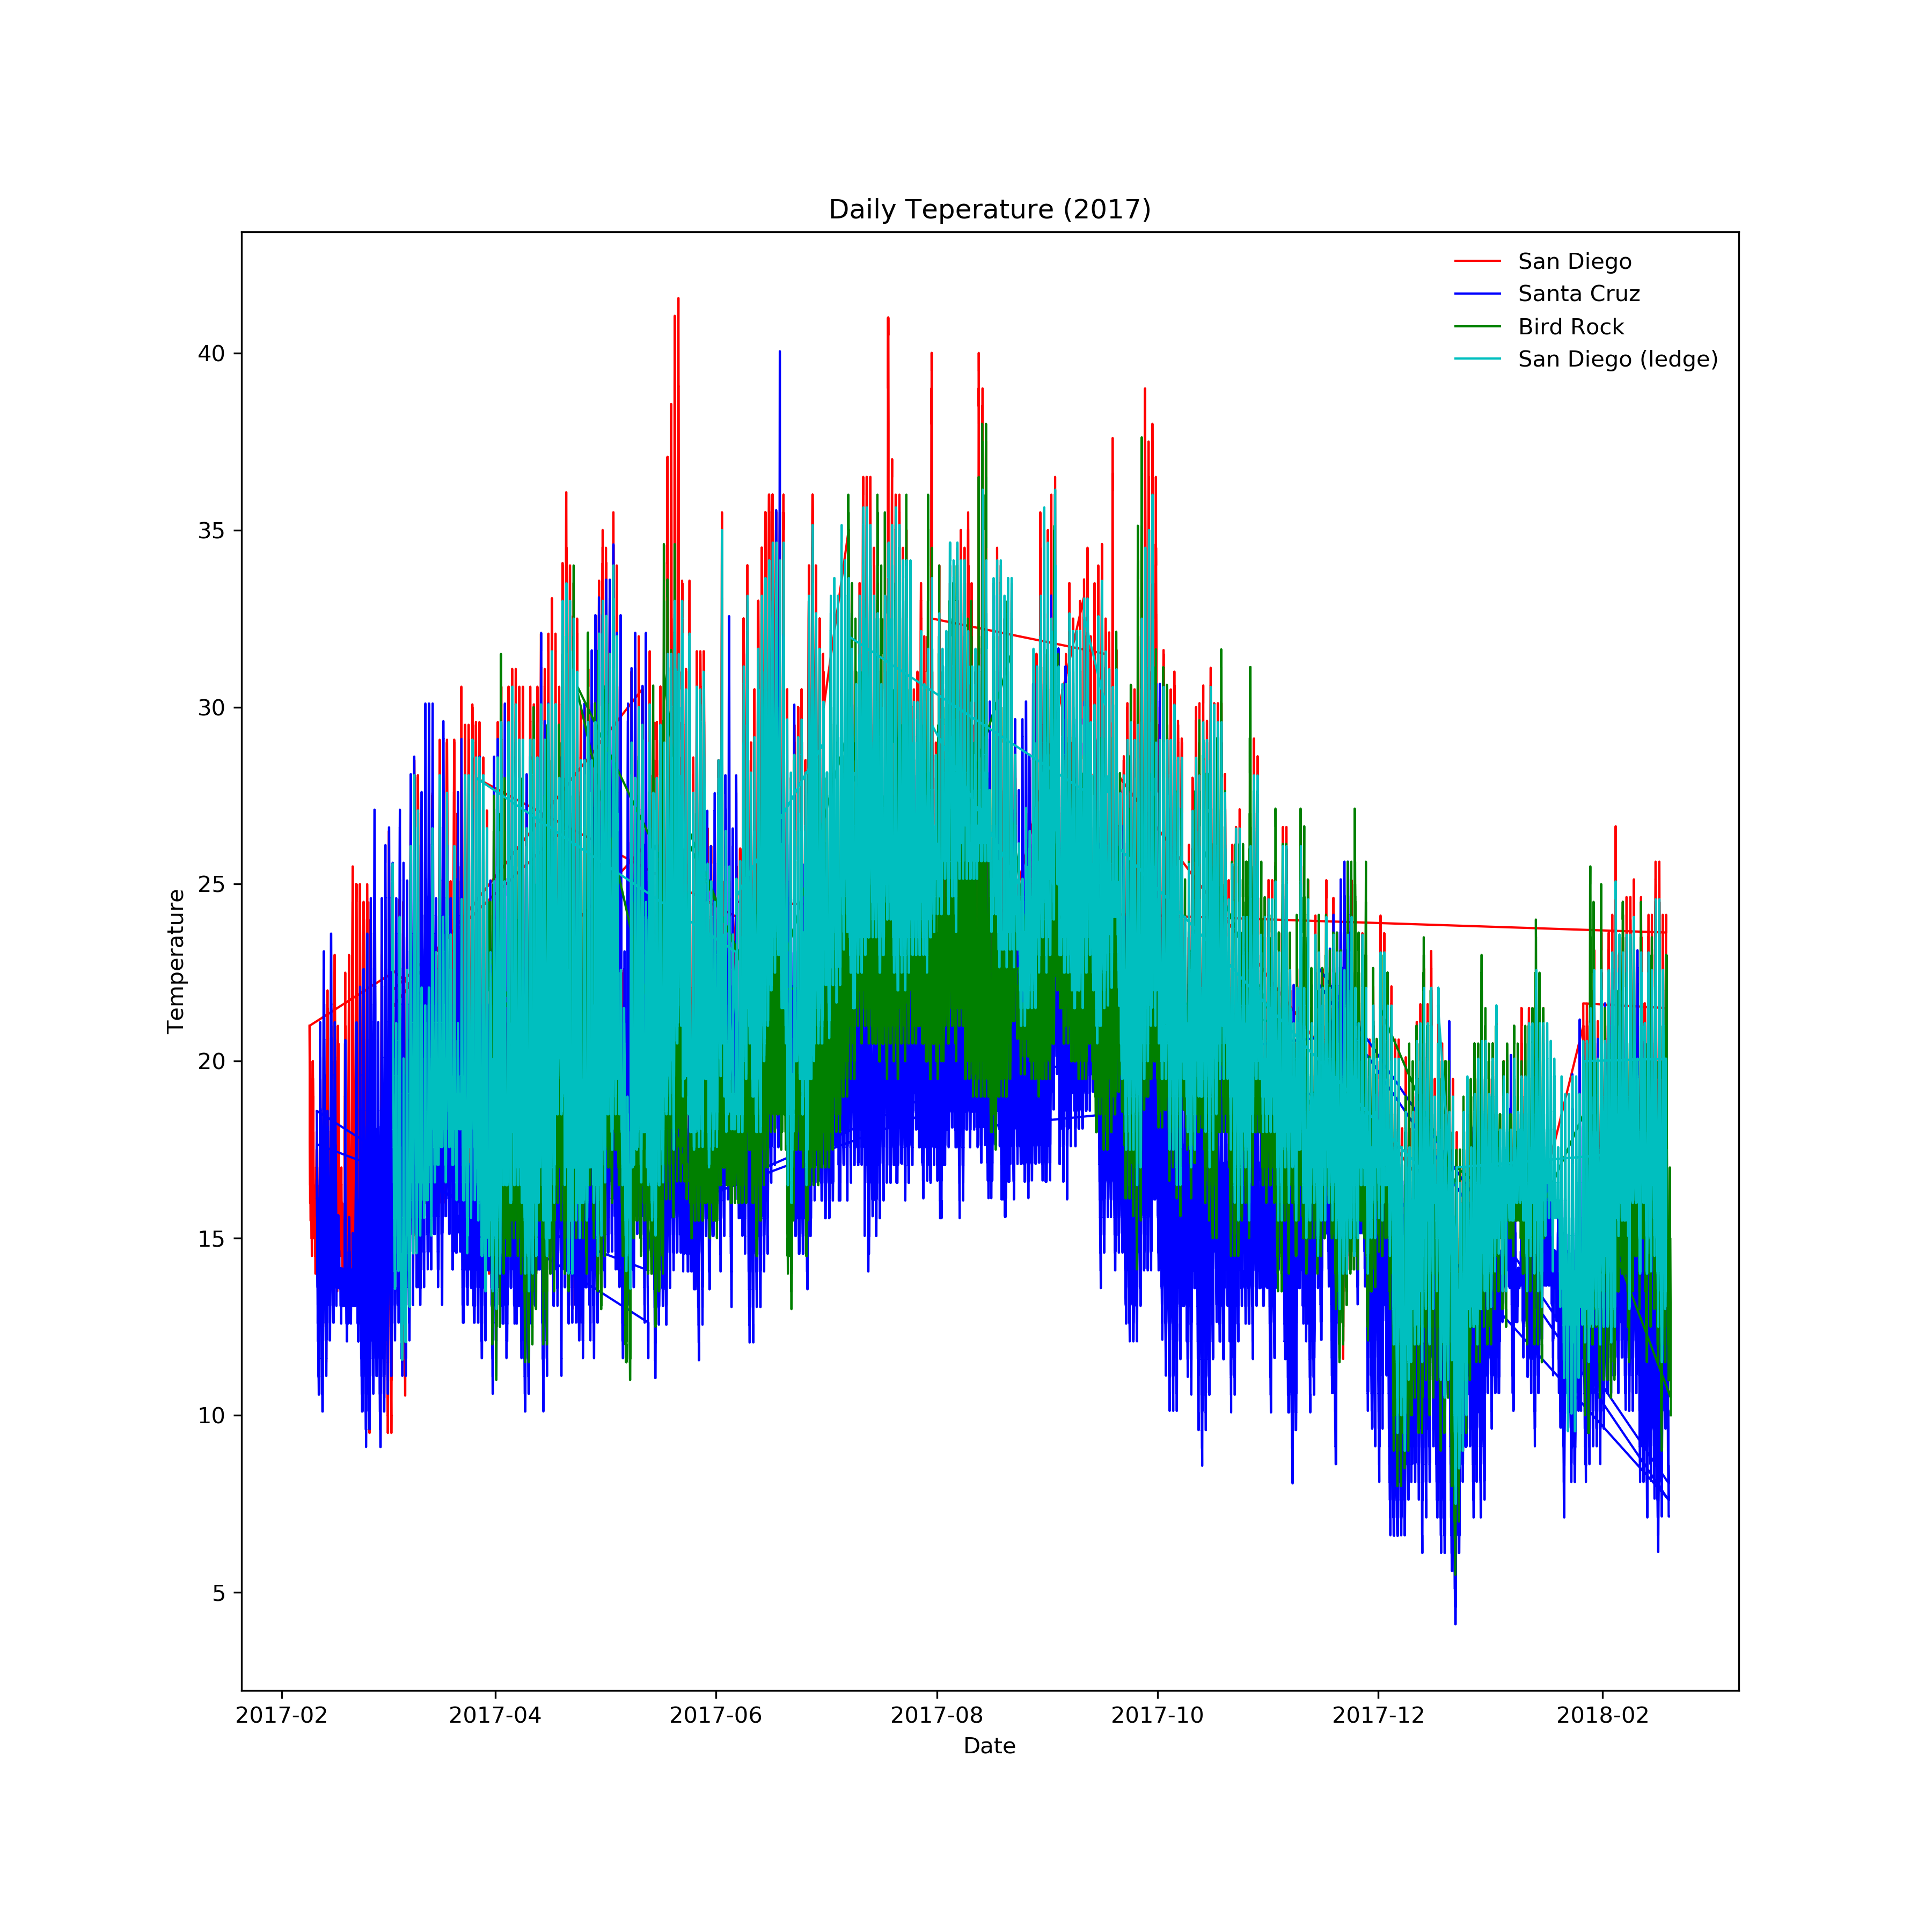 Daily Teperature (2017)
San Diego
Santa Cruz
Bird Rock
San Diego (ledge)
Temperature
40
35
30
25
20
15
10
5
2017-02 2017-04 2017-06 2017-08 2017-10 2017-12 2018-02
Date